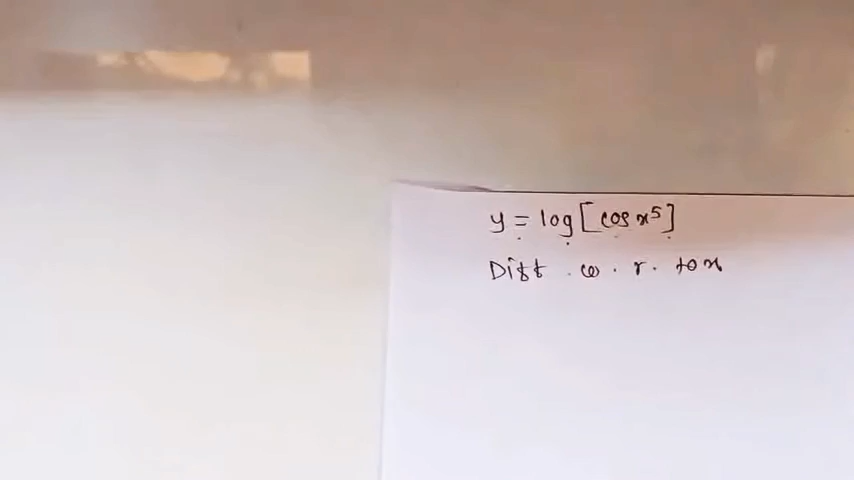 y = log [cos x⁵]
Diff . w . r . to x